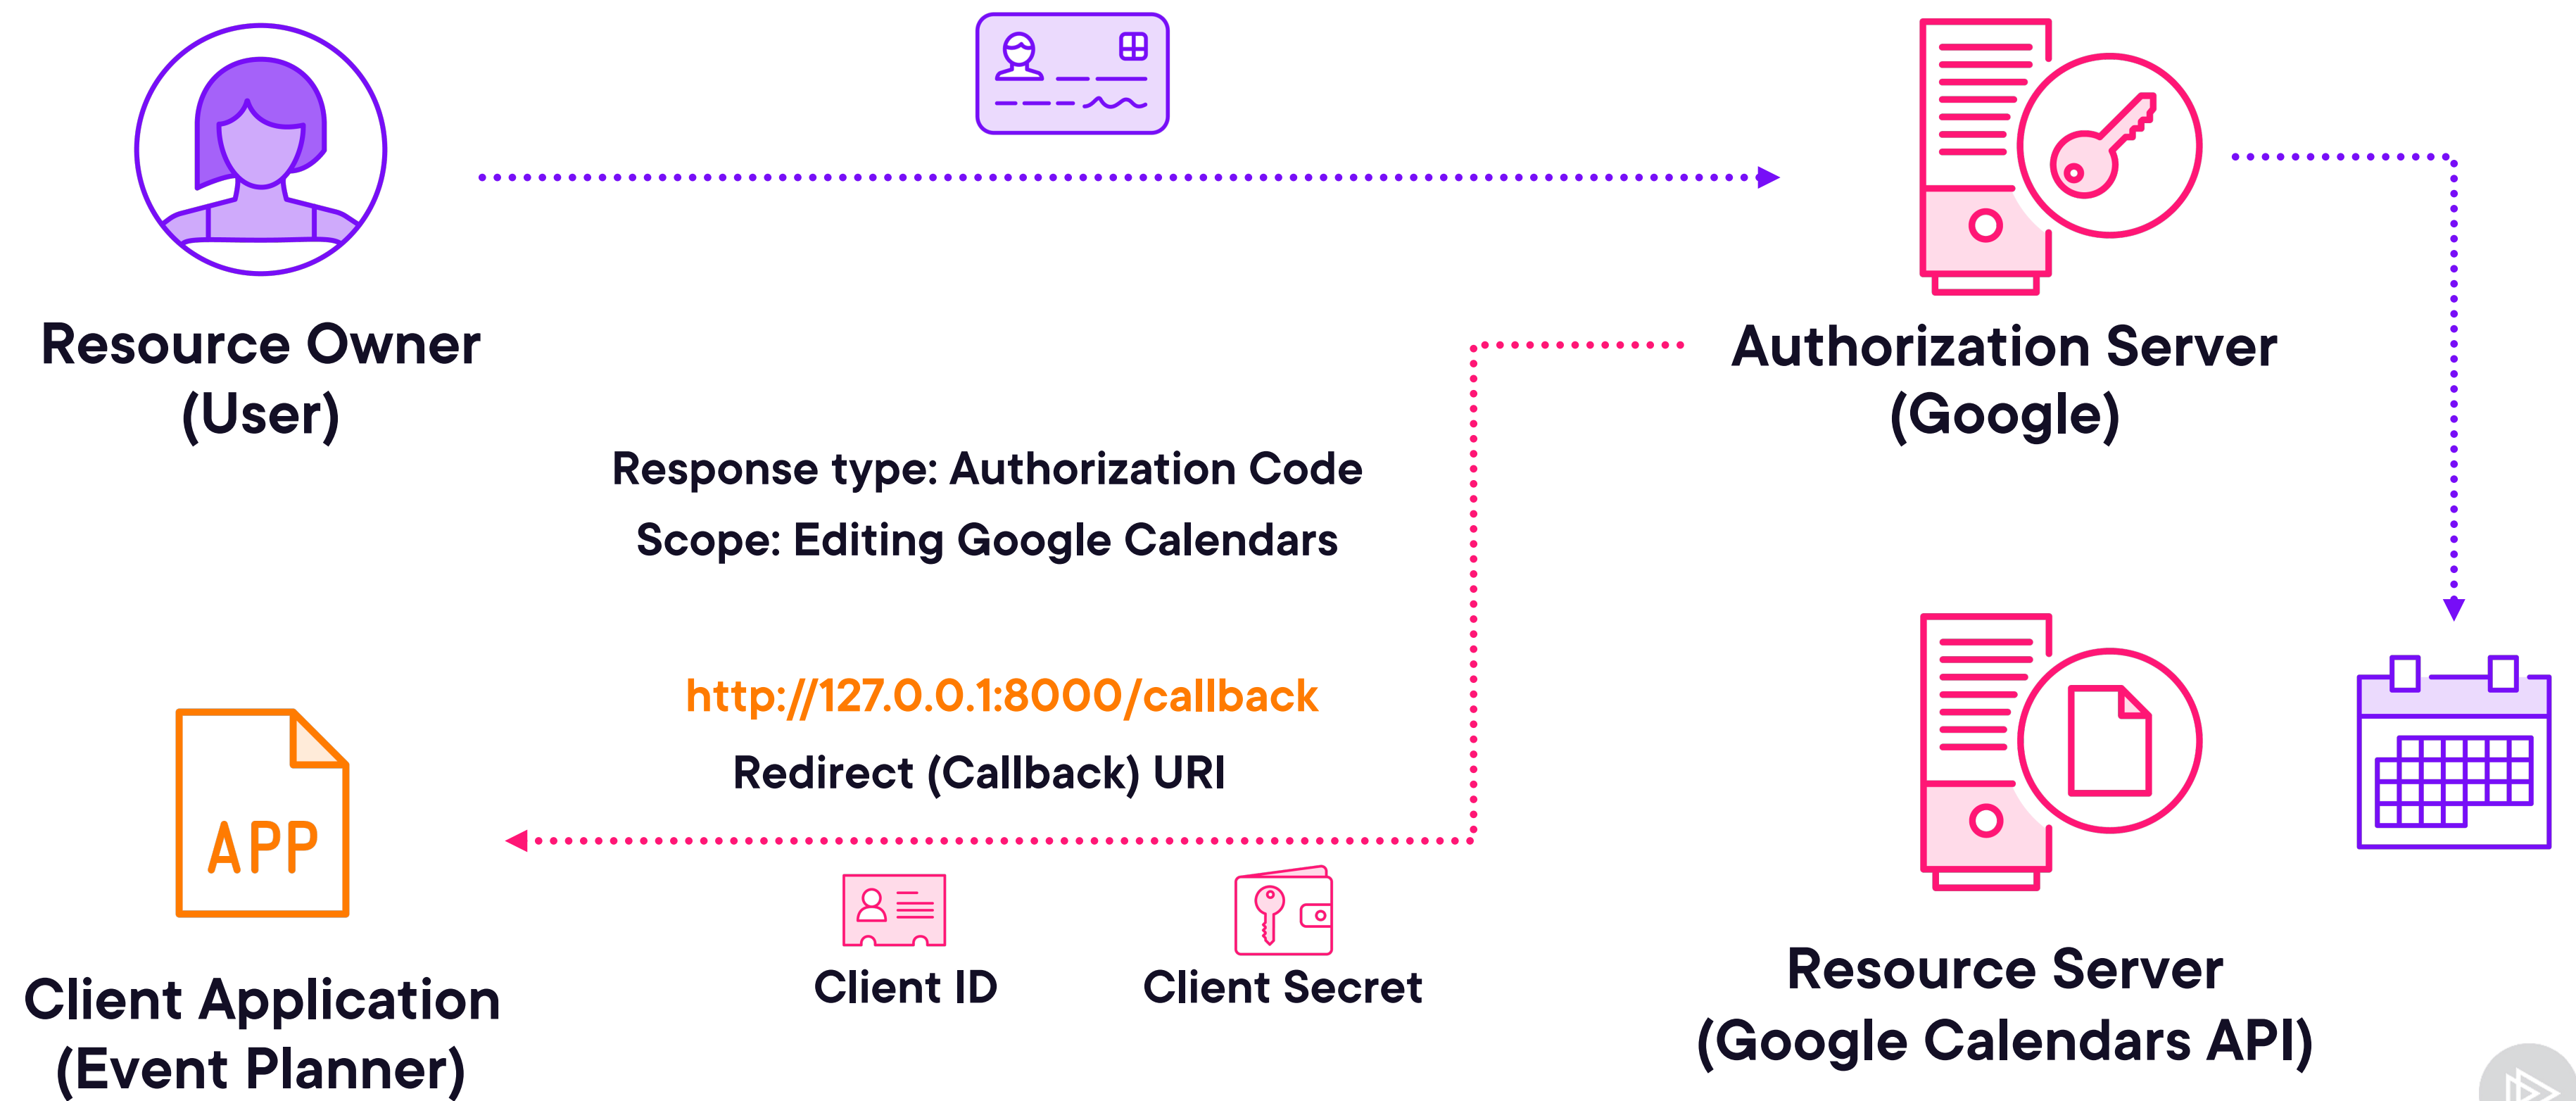 Resource Owner
(User)
Authorization Server
(Google)
Response type: Authorization Code
Scope: Editing Google Calendars
http://127.0.0.1:8000/callback
Redirect (Callback) URI
APP
Client Application
(Event Planner)
Client ID
Client Secret
Resource Server
(Google Calendars API)